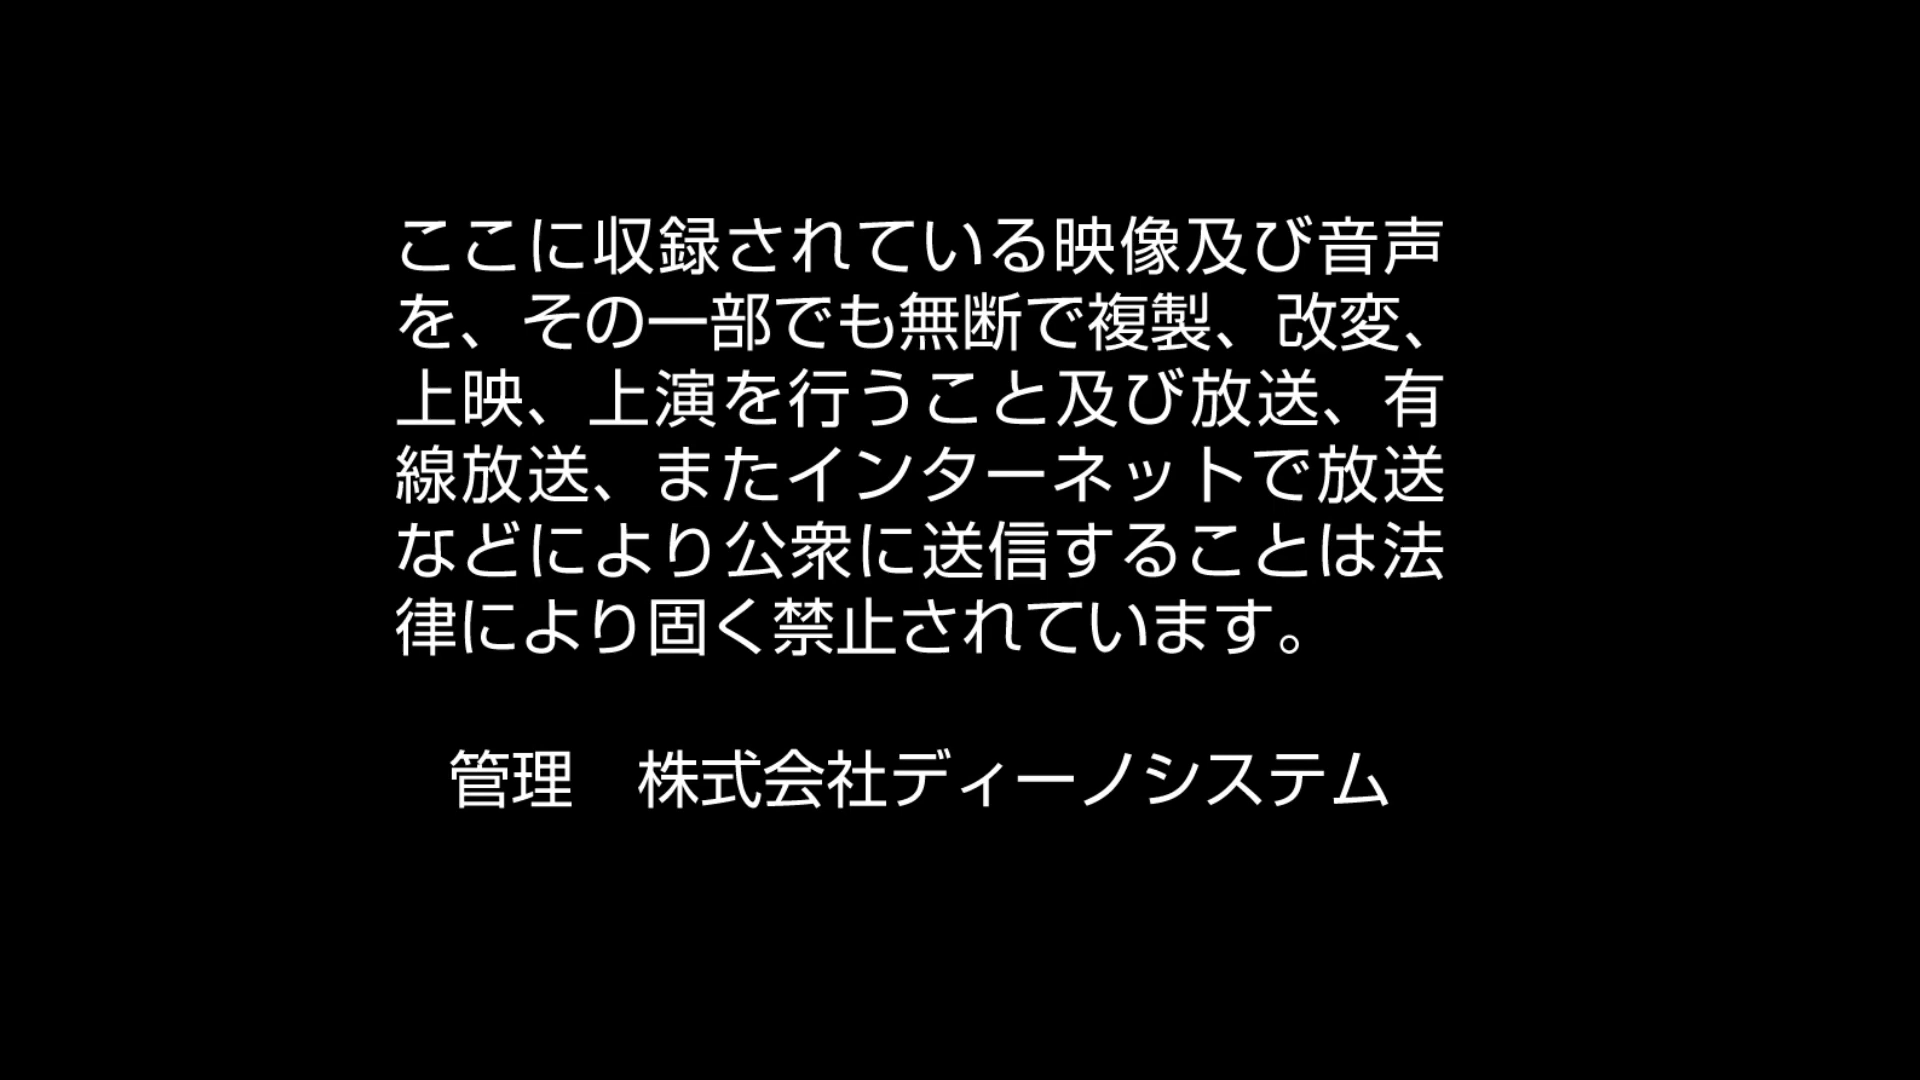 ここに収録されている映像及び音声
を、その一部でも無断で複製、改変、
上映、上演を行うこと及び放送、有
線放送、またインターネットで放送
などにより公衆に送信することは法
律により固く禁止されています。
管理　株式会社ディーノシステム